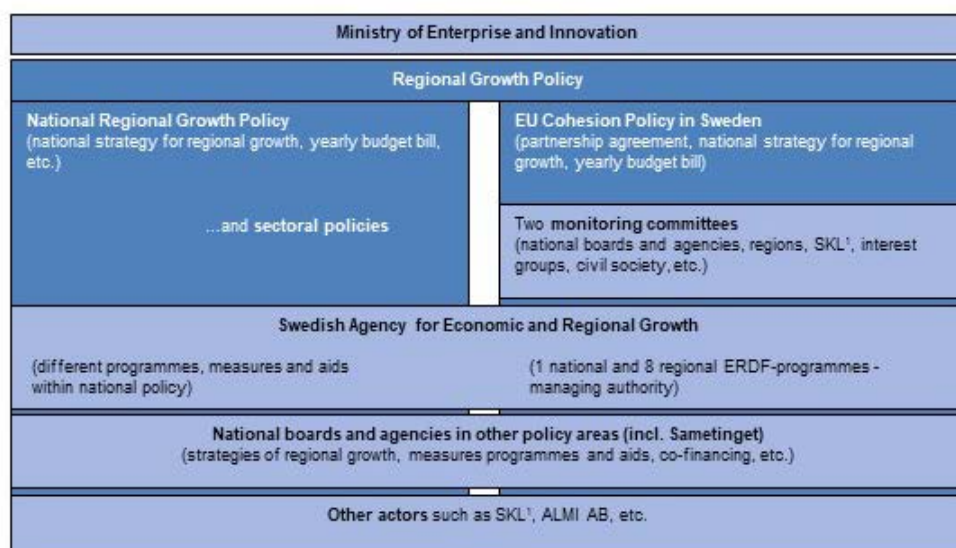 Ministry of Enterprise and Innovation
Regional Growth Policy
National Regional Growth Policy
(national strategy for regional growth, yearly budget bill,
etc.)
...and sectoral policies
EU Cohesion Policy in Sweden
(partnership agreement, national strategy for regional
growth, yearly budget bill)
Two monitoring committees
(national boards and agencies, regions, SKL¹, interest
groups, civil society, etc.)
Swedish Agency for Economic and Regional Growth
(different programmes, measures and aids
within national policy)
(1 national and 8 regional ERDF-programmes -
managing authority)
National boards and agencies in other policy areas (incl. Sametinget)
(strategies of regional growth, measures programmes and aids, co-financing, etc.)
Other actors such as SKL¹, ALMI AB, etc.